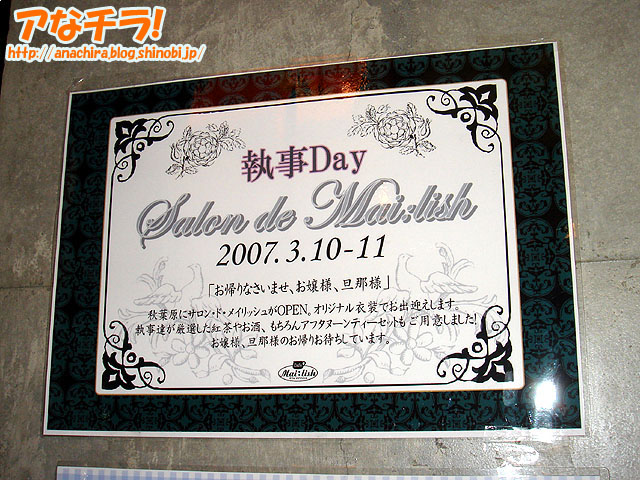 アなチラ!
http://anachira.blog.shinobi.jp/
執事Day
Salon de Mai:lish
2007.3.10-11
「お帰りなさいませ、お嬢様、旦那様」
秋葉原にサロン・ド・メイリッシュがOPEN。オリジナル衣装でお出迎えします。
執事達が厳選した紅茶やお酒、もちろんアフタヌーンティーセットもご用意しました!
お嬢様、旦那様のお帰りお待ちしています。
Mai:lish